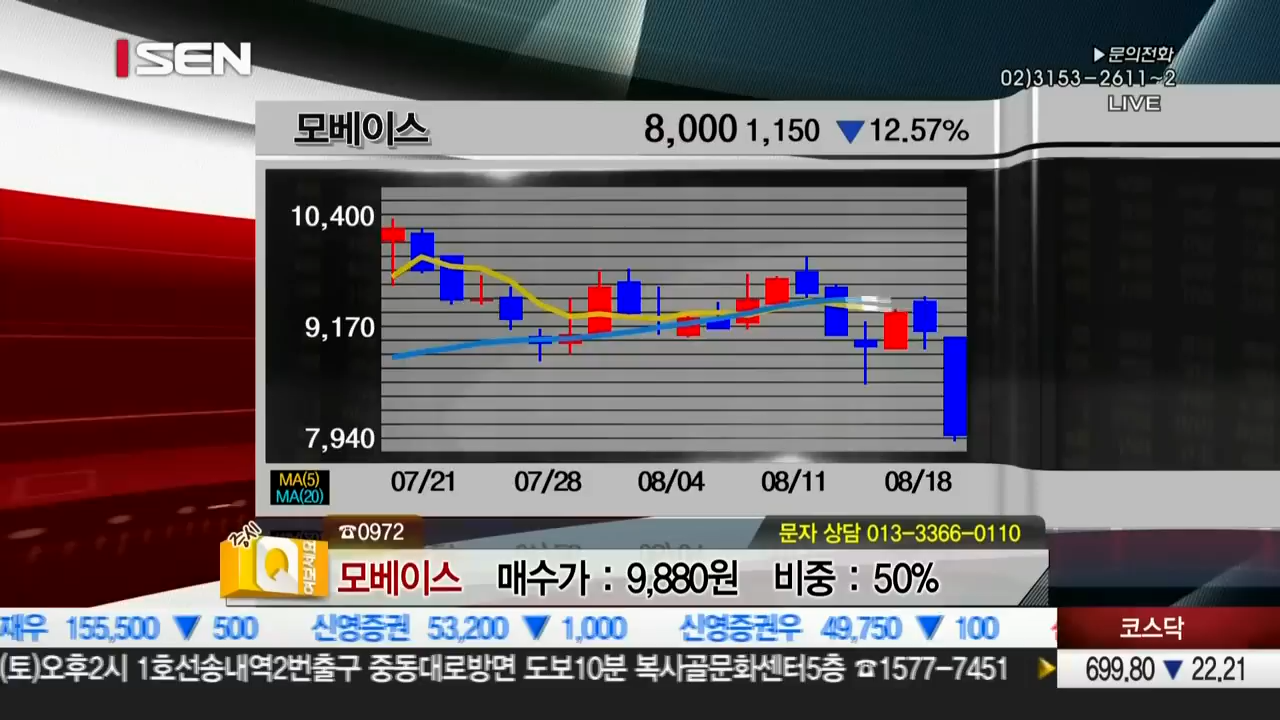 SEN
▶문의전화
02)3153-2611~2
LIVE
모베이스 8,000 1,150 ▼12.57%
10,400
9,170
7,940
MA(5)
MA(20)
07/21 07/28 08/04 08/11 08/18
증시 Q 여보세요
☎0972
문자 상담 013-3366-0110
모베이스 매수가 : 9,880원 비중 : 50%
재우 155,500 ▼ 500 신영증권 53,200 ▼ 1,000 신영증권우 49,750 ▼ 100
코스닥
(토)오후2시 1호선송내역2번출구 중동대로방면 도보10분 복사골문화센터5층 ☎1577-7451
699.80 ▼ 22.21